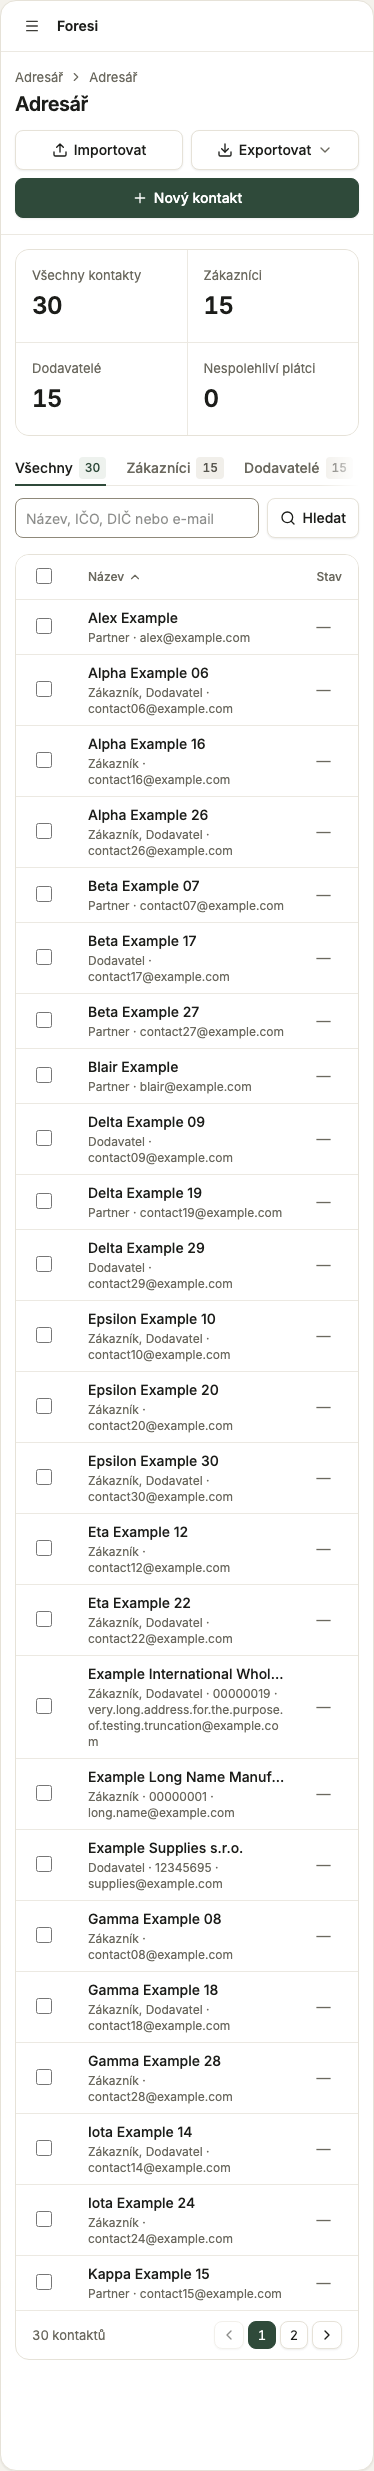 Foresi
Adresář > Adresář
Adresář
Importovat
Exportovat
+ Nový kontakt
Všechny kontakty
30
Zákazníci
15
Dodavatelé
15
Nespolehliví plátci
0
Všechny 30 Zákazníci 15 Dodavatelé 15
Název, IČO, DIČ nebo e-mail
Hledat
Název Stav
Alex Example
Partner · alex@example.com
—
Alpha Example 06
Zákazník, Dodavatel ·
contact06@example.com
—
Alpha Example 16
Zákazník ·
contact16@example.com
—
Alpha Example 26
Zákazník, Dodavatel ·
contact26@example.com
—
Beta Example 07
Partner · contact07@example.com
—
Beta Example 17
Dodavatel ·
contact17@example.com
—
Beta Example 27
Partner · contact27@example.com
—
Blair Example
Partner · blair@example.com
—
Delta Example 09
Dodavatel ·
contact09@example.com
—
Delta Example 19
Partner · contact19@example.com
—
Delta Example 29
Dodavatel ·
contact29@example.com
—
Epsilon Example 10
Zákazník, Dodavatel ·
contact10@example.com
—
Epsilon Example 20
Zákazník ·
contact20@example.com
—
Epsilon Example 30
Zákazník, Dodavatel ·
contact30@example.com
—
Eta Example 12
Zákazník ·
contact12@example.com
—
Eta Example 22
Zákazník, Dodavatel ·
contact22@example.com
—
Example International Whol...
Zákazník, Dodavatel · 00000019 ·
very.long.address.for.the.purpose.
of.testing.truncation@example.co
m
—
Example Long Name Manuf...
Zákazník · 00000001 ·
long.name@example.com
—
Example Supplies s.r.o.
Dodavatel · 12345695 ·
supplies@example.com
—
Gamma Example 08
Zákazník ·
contact08@example.com
—
Gamma Example 18
Zákazník, Dodavatel ·
contact18@example.com
—
Gamma Example 28
Zákazník ·
contact28@example.com
—
Iota Example 14
Zákazník, Dodavatel ·
contact14@example.com
—
Iota Example 24
Zákazník ·
contact24@example.com
—
Kappa Example 15
Partner · contact15@example.com
—
30 kontaktů
1 2